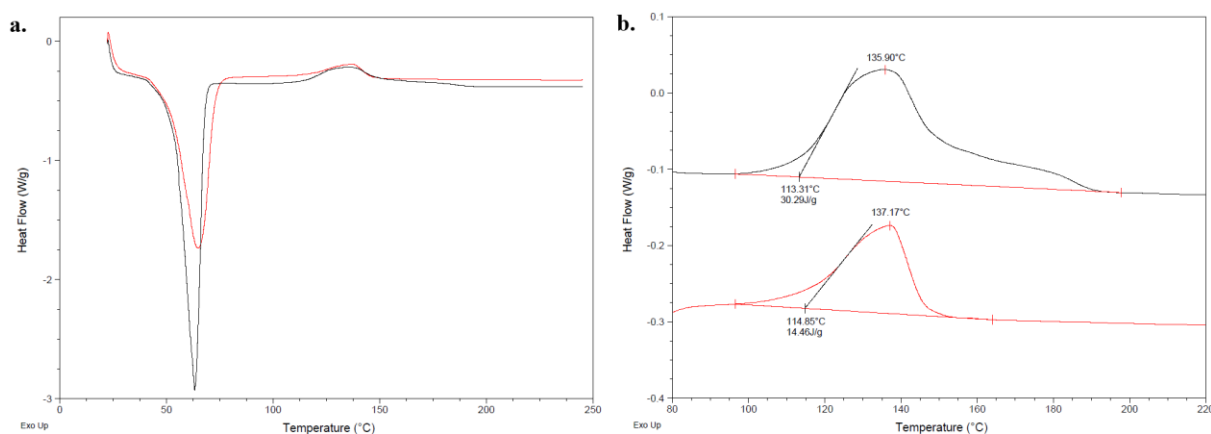 a.
0
-1
-2
-3
Heat Flow (W/g)
0
50
100
150
200
250
Exo Up
Temperature (°C)
b.
0.1
0.0
-0.1
-0.2
-0.3
-0.4
Heat Flow (W/g)
135.90°C
113.31°C
30.29J/g
137.17°C
114.85°C
14.46J/g
80
100
120
140
160
180
200
220
Exo Up
Temperature (°C)